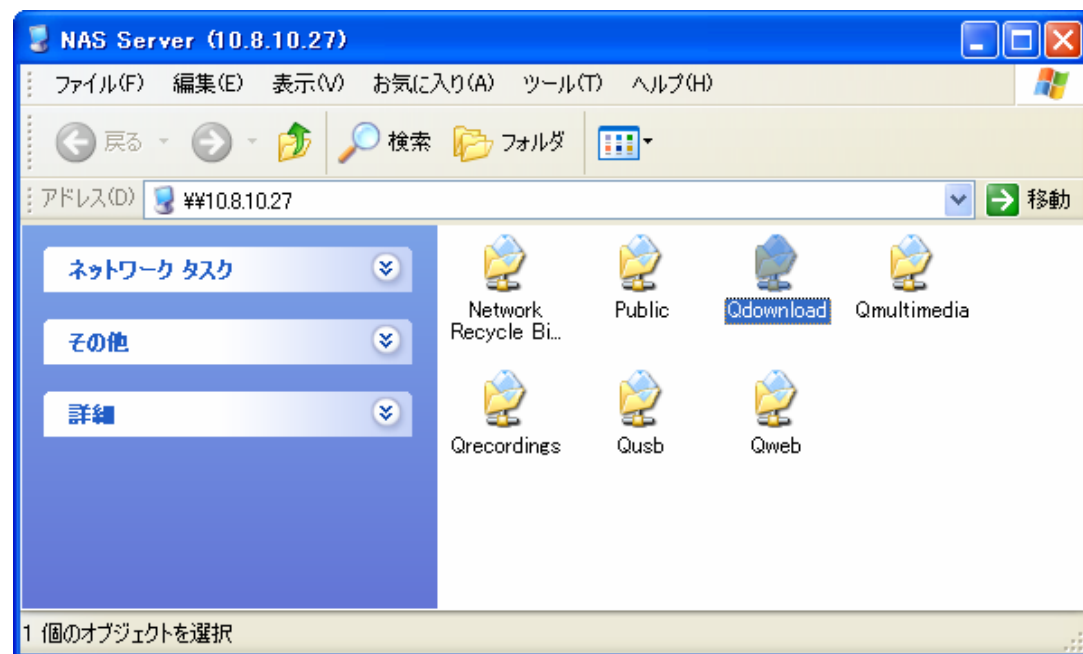 NAS Server (10.8.10.27)
ファイル(F) 編集(E) 表示(V) お気に入り(A) ツール(T) ヘルプ(H)
戻る 検索 フォルダ
アドレス(D) ¥¥10.8.10.27 移動
ネットワーク タスク
その他
詳細
Network
Recycle Bi...
Public
Qdownload
Qmultimedia
Qrecordings
Qusb
Qweb
1 個のオブジェクトを選択